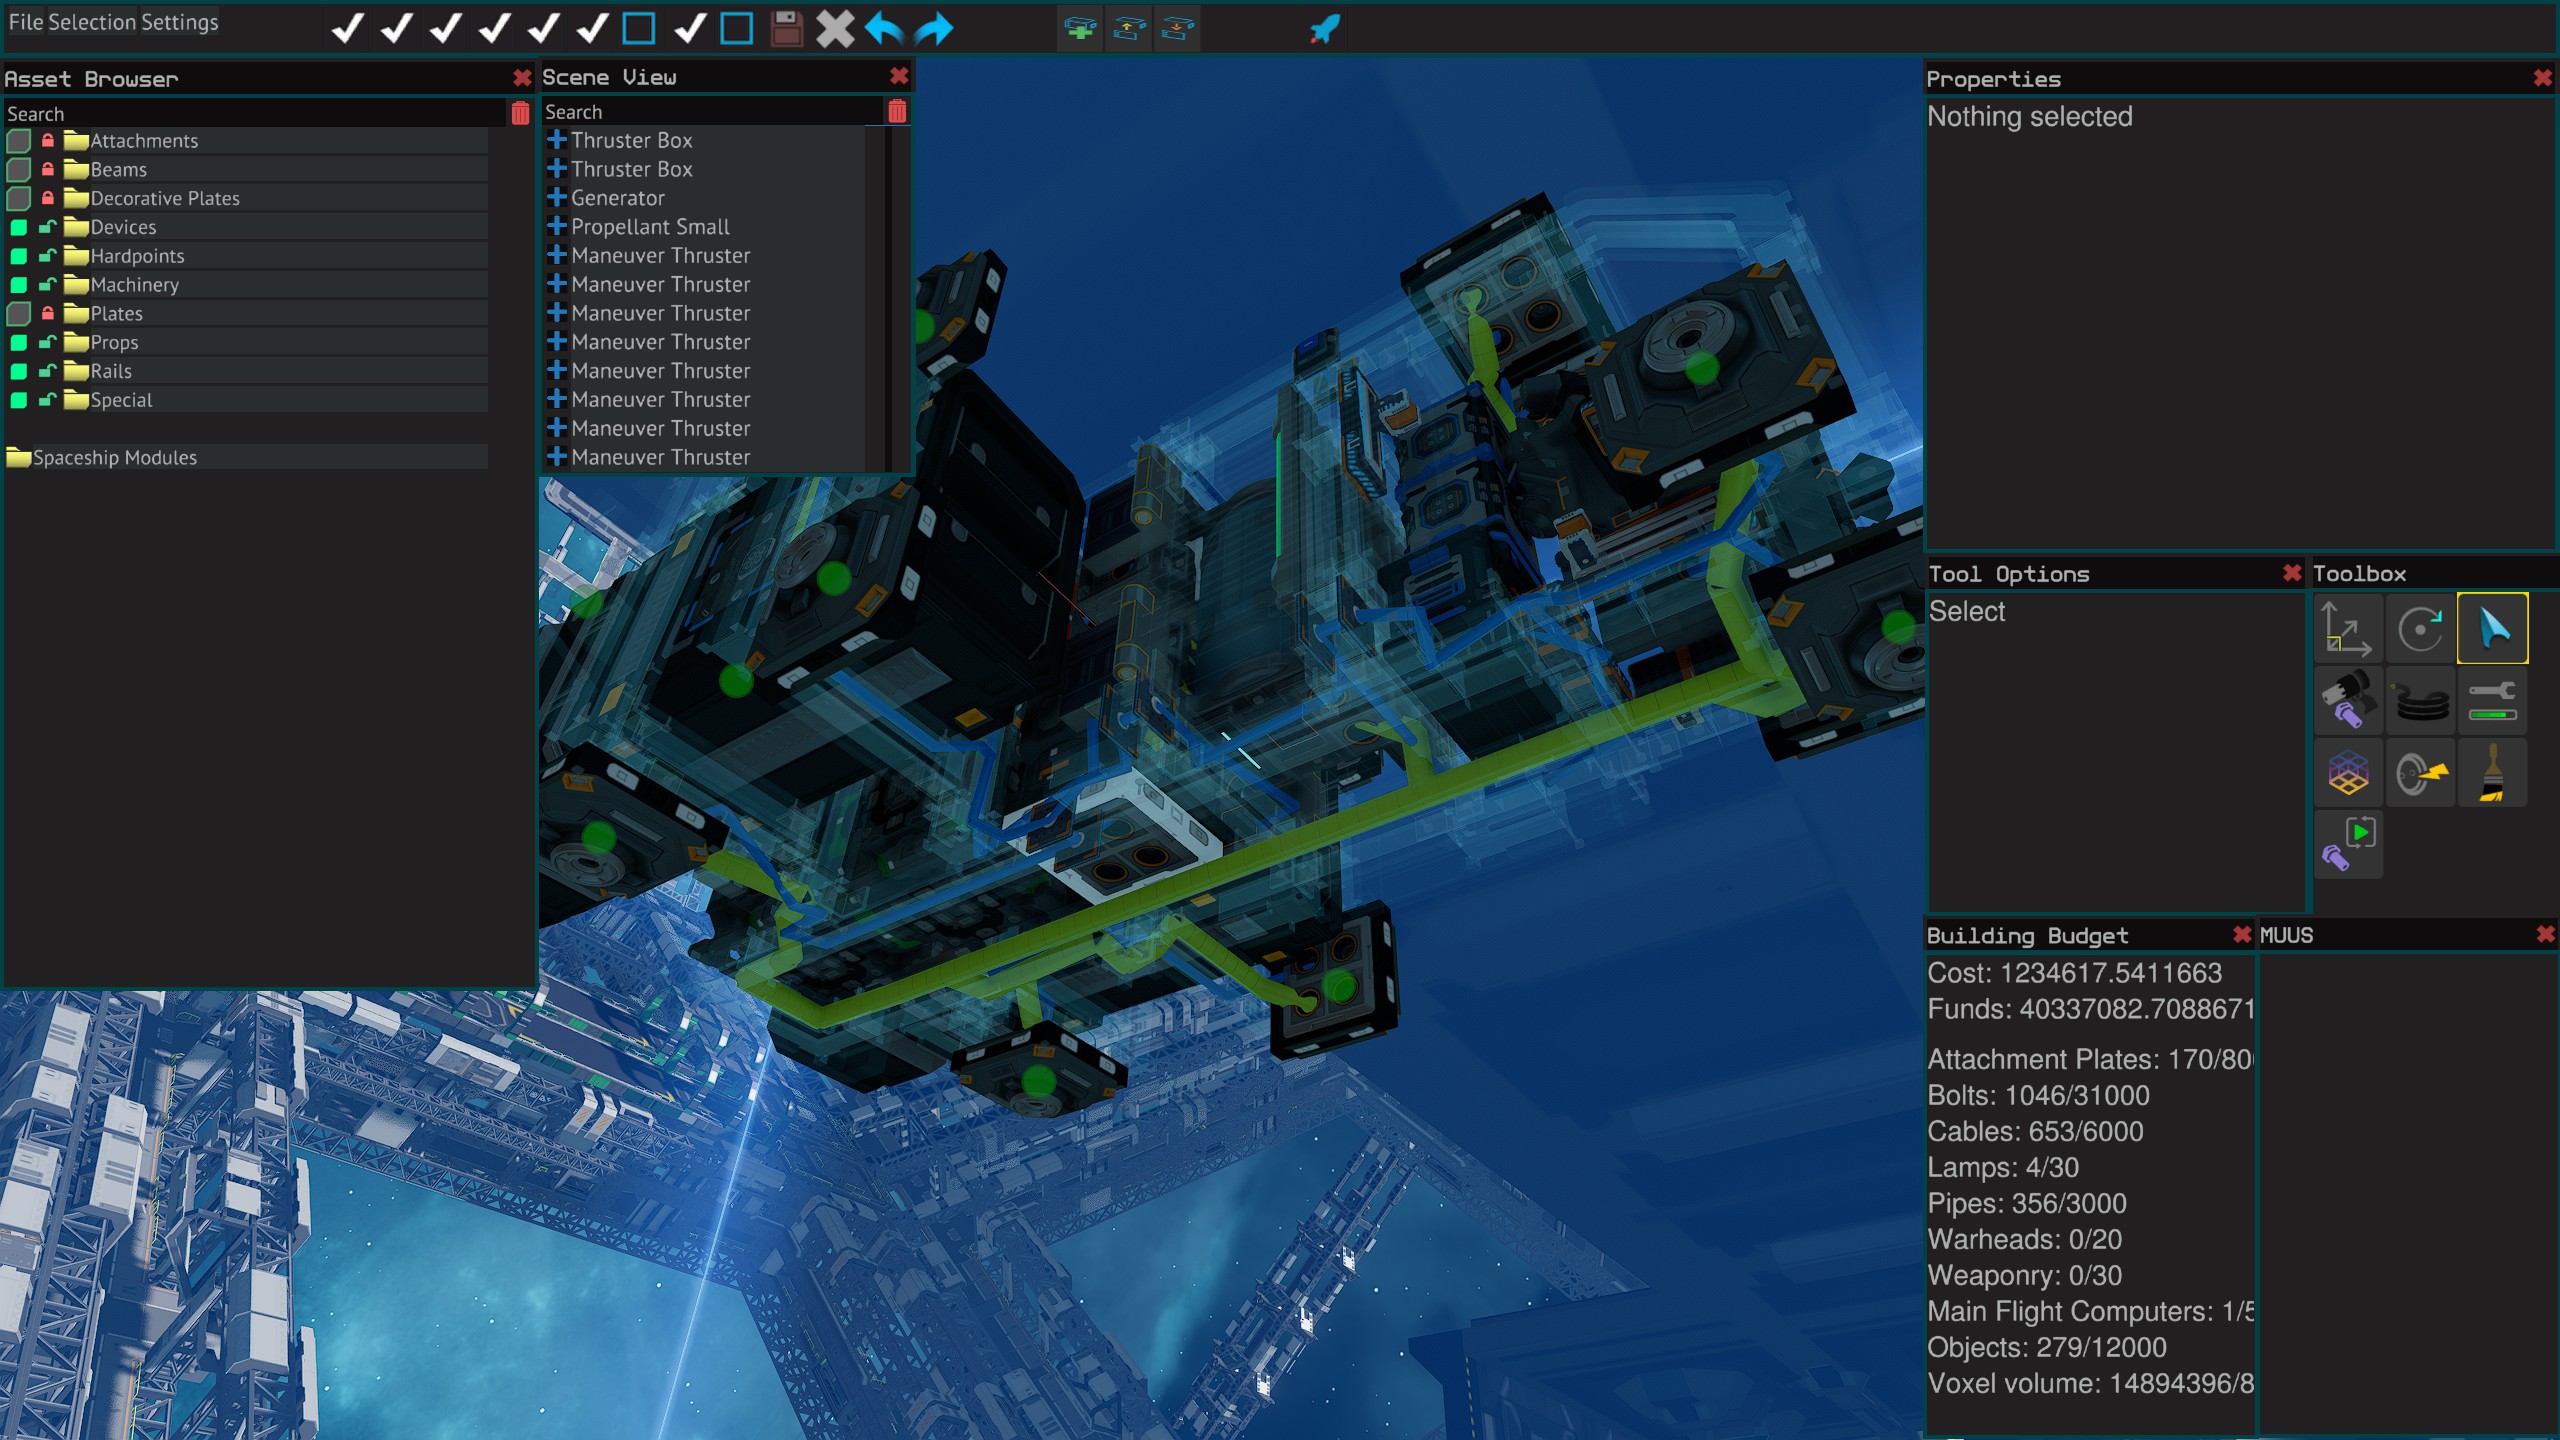 File Selection Settings
Asset Browser
Search
Attachments
Beams
Decorative Plates
Devices
Hardpoints
Machinery
Plates
Props
Rails
Special
Spaceship Modules
Scene View
Search
Thruster Box
Thruster Box
Generator
Propellant Small
Maneuver Thruster
Maneuver Thruster
Maneuver Thruster
Maneuver Thruster
Maneuver Thruster
Maneuver Thruster
Maneuver Thruster
Maneuver Thruster
Properties
Nothing selected
Tool Options
Select
Toolbox
Building Budget
Cost: 1234617.5411663
Funds: 40337082.7088671
Attachment Plates: 170/80
Bolts: 1046/31000
Cables: 653/6000
Lamps: 4/30
Pipes: 356/3000
Warheads: 0/20
Weaponry: 0/30
Main Flight Computers: 1/5
Objects: 279/12000
Voxel volume: 14894396/8
MUUS